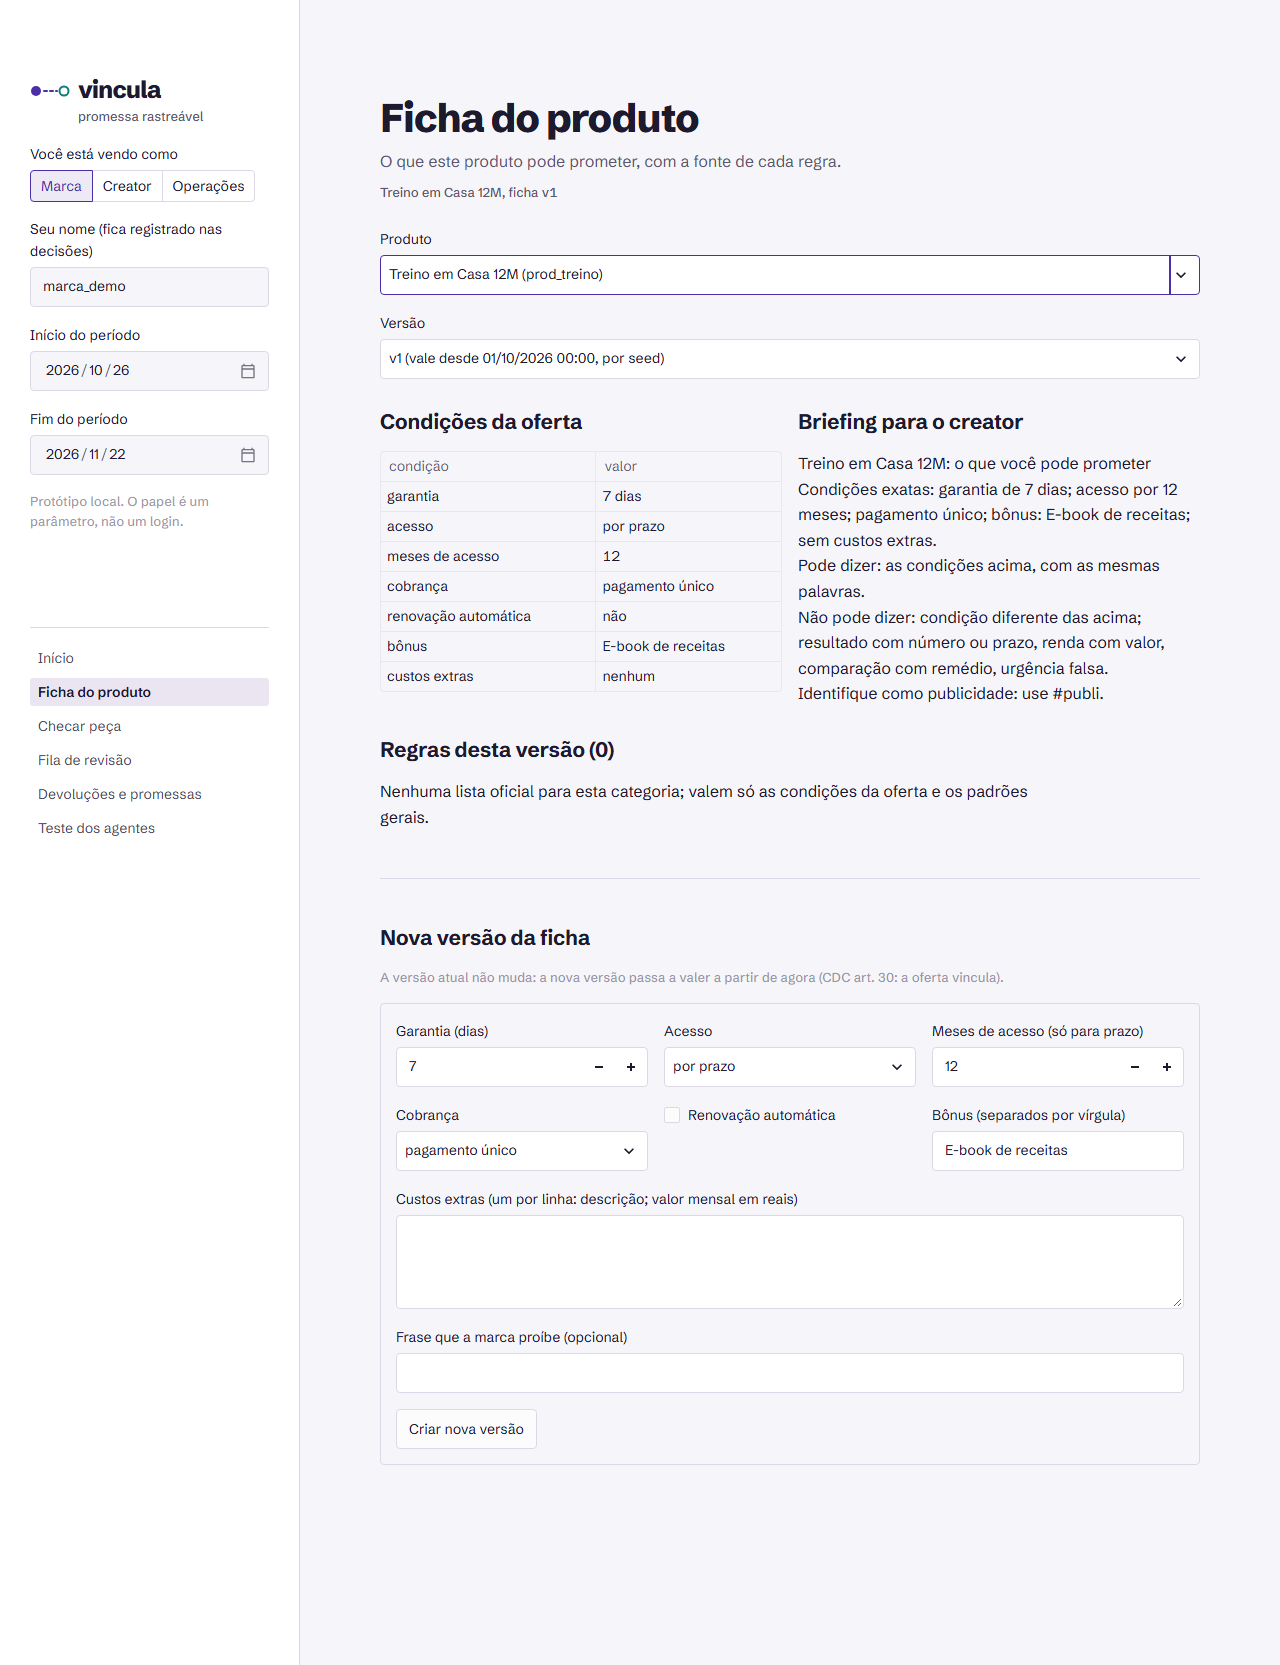 vincula
promessa rastreável
Você está vendo como
Marca
Creator
Operações
Seu nome (fica registrado nas
decisões)
marca_demo
Início do período
2026/10/26
Fim do período
2026/11/22
Protótipo local. O papel é um
parâmetro, não um login.
Início
Ficha do produto
Checar peça
Fila de revisão
Devoluções e promessas
Teste dos agentes
Ficha do produto
O que este produto pode prometer, com a fonte de cada regra.
Treino em Casa 12M, ficha v1
Produto
Treino em Casa 12M (prod_treino)
Versão
v1 (vale desde 01/10/2026 00:00, por seed)
Condições da oferta
condição valor
garantia 7 dias
acesso por prazo
meses de acesso 12
cobrança pagamento único
renovação automática não
bônus E-book de receitas
custos extras nenhum
Briefing para o creator
Treino em Casa 12M: o que você pode prometer
Condições exatas: garantia de 7 dias; acesso por 12
meses; pagamento único; bônus: E-book de receitas;
sem custos extras.
Pode dizer: as condições acima, com as mesmas
palavras.
Não pode dizer: condição diferente das acima;
resultado com número ou prazo, renda com valor,
comparação com remédio, urgência falsa.
Identifique como publicidade: use #publi.
Regras desta versão (0)
Nenhuma lista oficial para esta categoria; valem só as condições da oferta e os padrões
gerais.
Nova versão da ficha
A versão atual não muda: a nova versão passa a valer a partir de agora (CDC art. 30: a oferta vincula).
Garantia (dias)
7
Acesso
por prazo
Meses de acesso (só para prazo)
12
Cobrança
pagamento único
Renovação automática
Bônus (separados por vírgula)
E-book de receitas
Custos extras (um por linha: descrição; valor mensal em reais)
Frase que a marca proíbe (opcional)
Criar nova versão